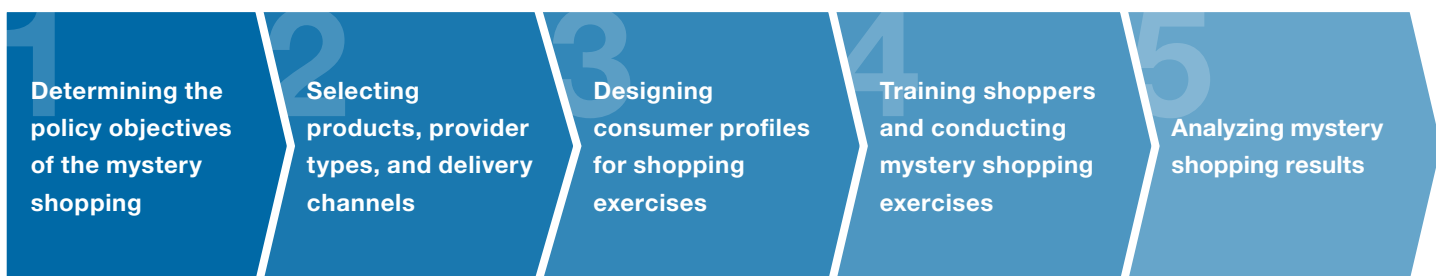 1
Determining the
policy objectives
of the mystery
shopping
2
Selecting
products, provider
types, and delivery
channels
3
Designing
consumer profiles
for shopping
exercises
4
Training shoppers
and conducting
mystery shopping
exercises
5
Analyzing mystery
shopping results